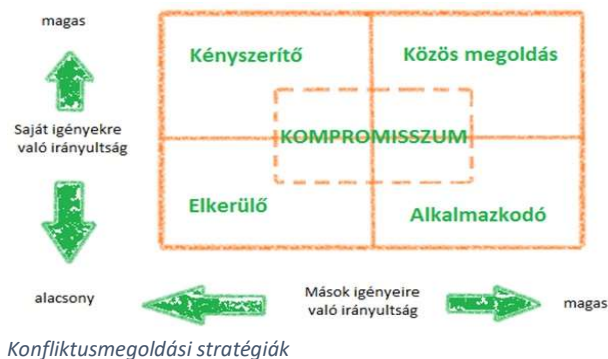 magas
Kényszerítő
Közös megoldás
Saját igényekre
való irányultság
KOMPROMISSZUM
Elkerülő
Alkalmazkodó
alacsony
Mások igényeire
való irányultság
magas
Konfliktusmegoldási stratégiák